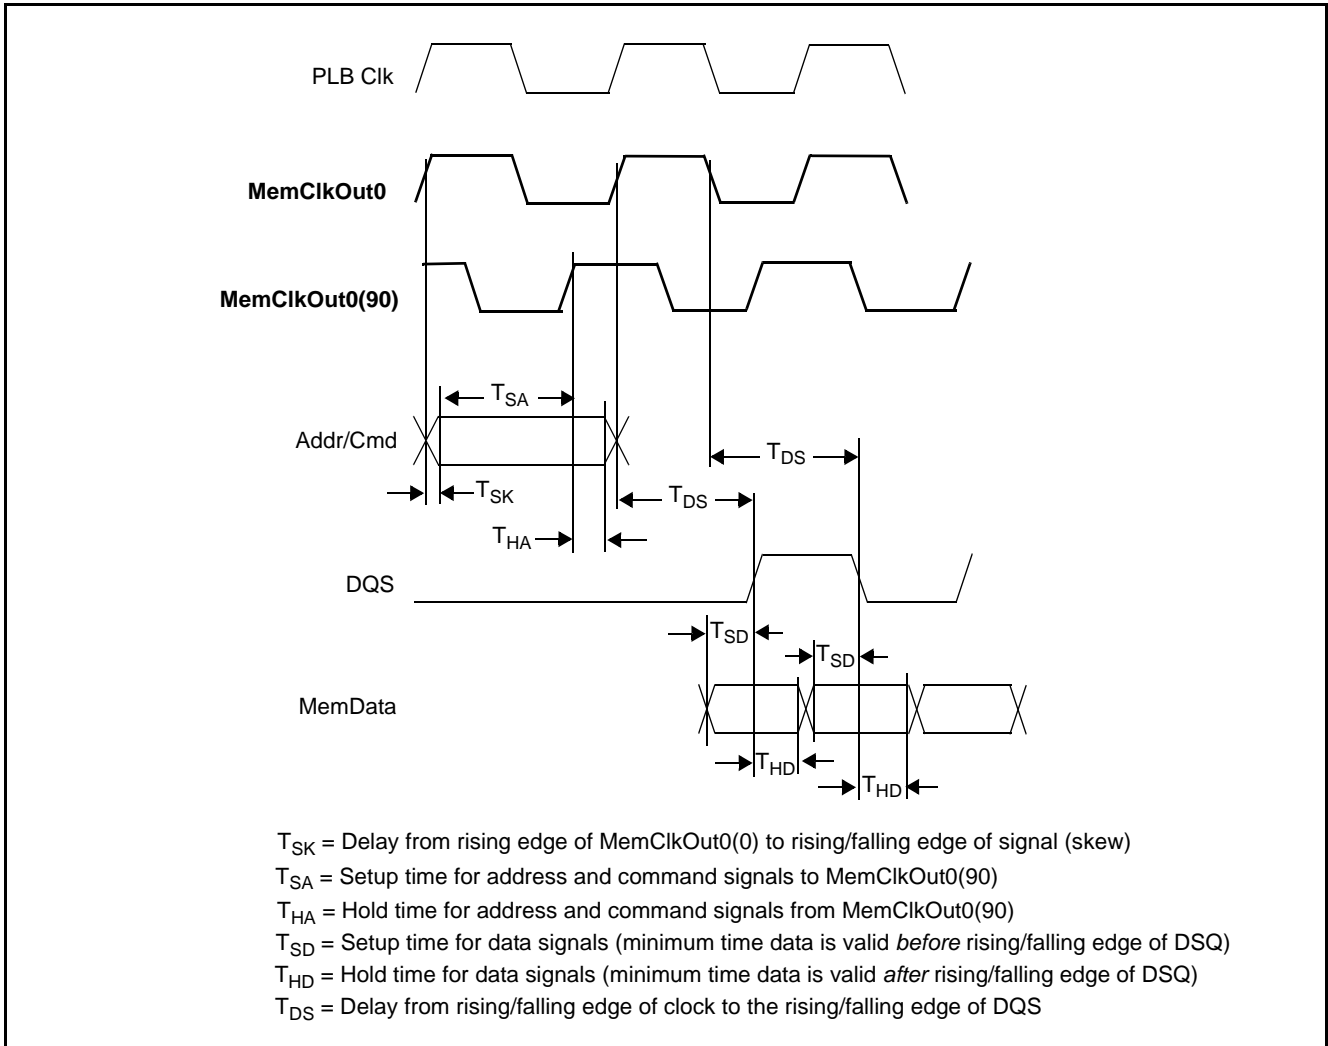 PLB Clk
MemClkOut0
MemClkOut0(90)
TSA
Addr/Cmd
TDS
TSK
TDS
THA
DQS
TSD
TSD
MemData
THD
THD
TSK = Delay from rising edge of MemClkOut0(0) to rising/falling edge of signal (skew)
TSA = Setup time for address and command signals to MemClkOut0(90)
THA = Hold time for address and command signals from MemClkOut0(90)
TSD = Setup time for data signals (minimum time data is valid before rising/falling edge of DSQ)
THD = Hold time for data signals (minimum time data is valid after rising/falling edge of DSQ)
TDS = Delay from rising/falling edge of clock to the rising/falling edge of DQS